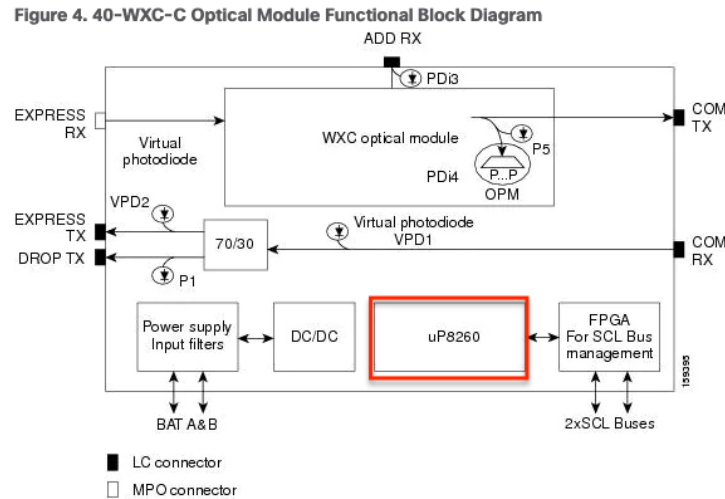 Figure 4. 40-WXC-C Optical Module Functional Block Diagram
ADD RX
PDi3
EXPRESS
RX
COM
TX
Virtual
photodiode
WXC optical module
P5
PDi4
P...P
OPM
VPD2
EXPRESS
TX
Virtual photodiode
VPD1
70/30
COM
RX
DROP TX
P1
Power supply
Input filters
DC/DC
uP8260
FPGA
For SCL Bus
management
159395
BAT A&B
2xSCL Buses
LC connector
MPO connector